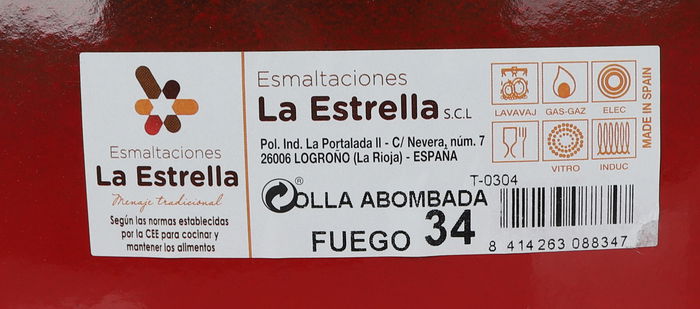 Esmaltaciones
La Estrella
Menaje tradicional
Según las normas establecidas
por la CEE para cocinar y
mantener los alimentos
Esmaltaciones
La Estrella S.C.L
Pol. Ind. La Portalada II - C/ Nevera, núm. 7
26006 LOGROÑO (La Rioja) - ESPAÑA
® OLLA ABOMBADA
FUEGO 34
LAVAVAJ GAS-GAZ ELEC
VITRO INDUC
MADE IN SPAIN
T-0304
8 414263 088347